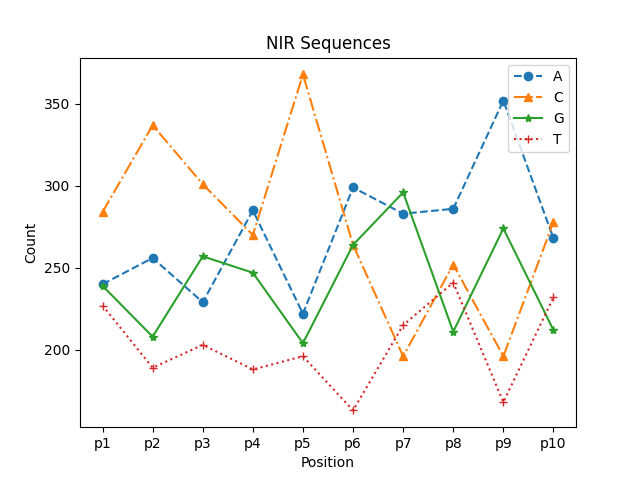 NIR Sequences
A
C
G
T
Count
350
300
250
200
p1 p2 p3 p4 p5 p6 p7 p8 p9 p10
Position